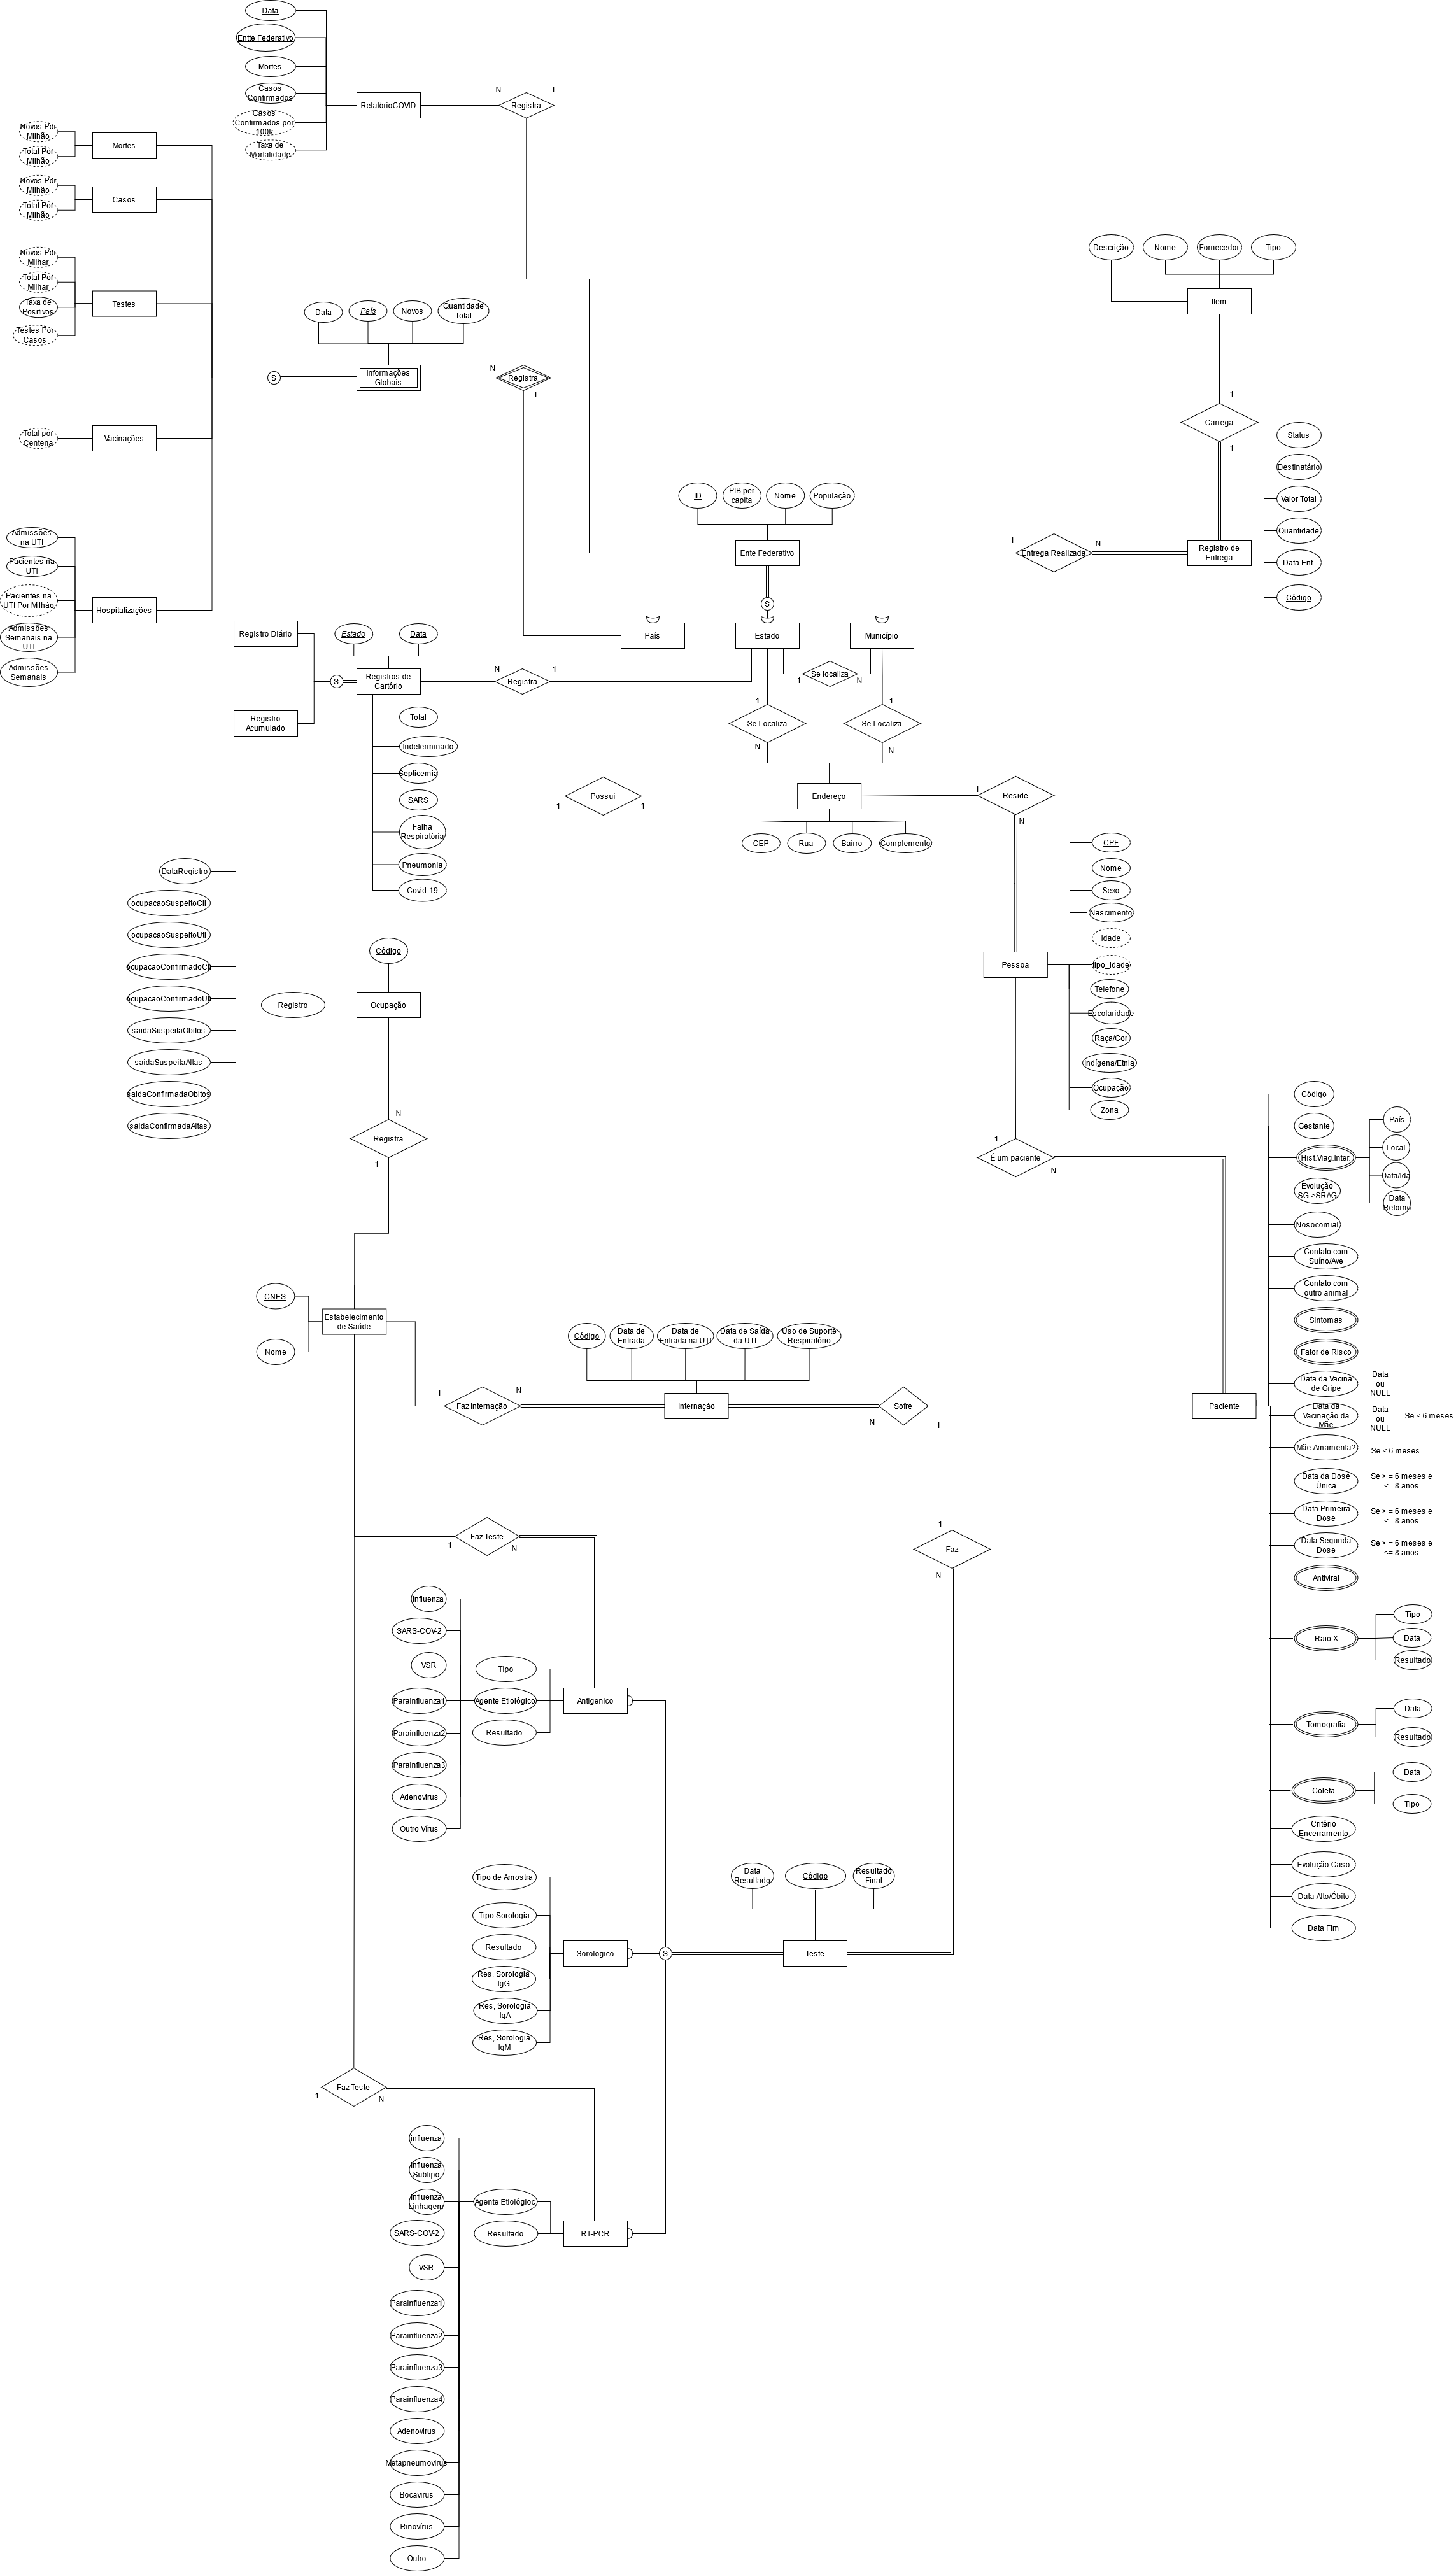 Data
Entte Federativo
Mortes
Casos
Confirmados
Casos
Confirmados por
100k
Taxa de
Mortalidade
RelatórioCOVID
N
Registra
1
Novos Por
Milhão
Total Por
Milhão
Mortes
Novos Por
Milhão
Total Por
Milhão
Casos
Novos Por
Milhar
Total Por
Milhar
Taxa de
Positivos
Testes Por
Casos
Testes
Total por
Centena
Vacinações
Admissões
na UTI
Pacientes na
UTI
Pacientes na
UTI Por Milhão
Admissões
Semanais na
UTI
Admissões
Semanais
Hospitalizações
S
Data
País
Novos
Quantidade
Total
Informações
Globais
N
Registra
1
Descrição
Nome
Fornecedor
Tipo
Item
1
Carrega
1
Status
Destinatário
Valor Total
Quantidade
Data Ent.
Código
Registro de
Entrega
N
Entrega Realizada
1
ID
PIB per
capita
Nome
População
Ente Federativo
S
País
Estado
Município
1
Se localiza
N
Registro Diário
Registro
Acumulado
S
Estado
Data
Registros de
Cartório
N
Registra
1
Total
Indeterminado
Septicemia
SARS
Falha
Respiratória
Pneumonia
Covid-19
1
Se Localiza
N
1
Se Localiza
N
1
Possui
1
Endereço
CEP
Rua
Bairro
Complemento
1
Reside
N
CPF
Nome
Sexo
Nascimento
Idade
tipo_idade
Telefone
Escolaridade
Raça/Cor
Indígena/Etnia
Ocupação
Zona
Pessoa
1
É um paciente
N
DataRegistro
ocupacaoSuspeitoCli
ocupacaoSuspeitoUti
ocupacaoConfirmadoCli
ocupacaoConfirmadoUti
saidaSuspeitaObitos
saidaSuspeitaAltas
saidaConfirmadaObitos
saidaConfirmadaAltas
Registro
Código
Ocupação
N
Registra
1
CNES
Nome
Estabelecimento
de Saúde
1
Faz Internação
N
Código
Data de
Entrada
Data de
Entrada na UTI
Data de Saída
da UTI
Uso de Suporte
Respiratório
Internação
N
Sofre
1
Paciente
Código
Gestante
Hist.Viag.Inter.
País
Local
Data/Ida
Data
Retorno
Evolução
SG->SRAG
Nosocomial
Contato com
Suíno/Ave
Contato com
outro animal
Sintomas
Fator de Risco
Data da Vacina
de Gripe
Data
ou
NULL
Data da
Vacinação da
Mãe
Data
ou
NULL
Se < 6 meses
Mãe Amamenta?
Se < 6 meses
Data da Dose
Única
Se > = 6 meses e
<= 8 anos
Data Primeira
Dose
Se > = 6 meses e
<= 8 anos
Data Segunda
Dose
Se > = 6 meses e
<= 8 anos
Antiviral
Raio X
Tipo
Data
Resultado
Tomografia
Data
Resultado
Coleta
Data
Tipo
Critério
Encerramento
Evolução Caso
Data Alto/Óbito
Data Fim
1
Faz
N
1
Faz Teste
N
influenza
SARS-COV-2
VSR
Parainfluenza1
Parainfluenza2
Parainfluenza3
Adenovirus
Outro Vírus
Tipo
Agente Etiológico
Resultado
Antigenico
Tipo de Amostra
Tipo Sorologia
Resultado
Res, Sorologia
IgG
Res, Sorologia
IgA
Res, Sorologia
IgM
Sorologico
S
Data
Resultado
Código
Resultado
Final
Teste
1
Faz Teste
N
influenza
Influenza
Subtipo
Influenza
Linhagem
SARS-COV-2
VSR
Parainfluenza1
Parainfluenza2
Parainfluenza3
Parainfluenza4
Adenovirus
Metapneumovirus
Bocavirus
Rinovírus
Outro
Agente Etiológioc
Resultado
RT-PCR